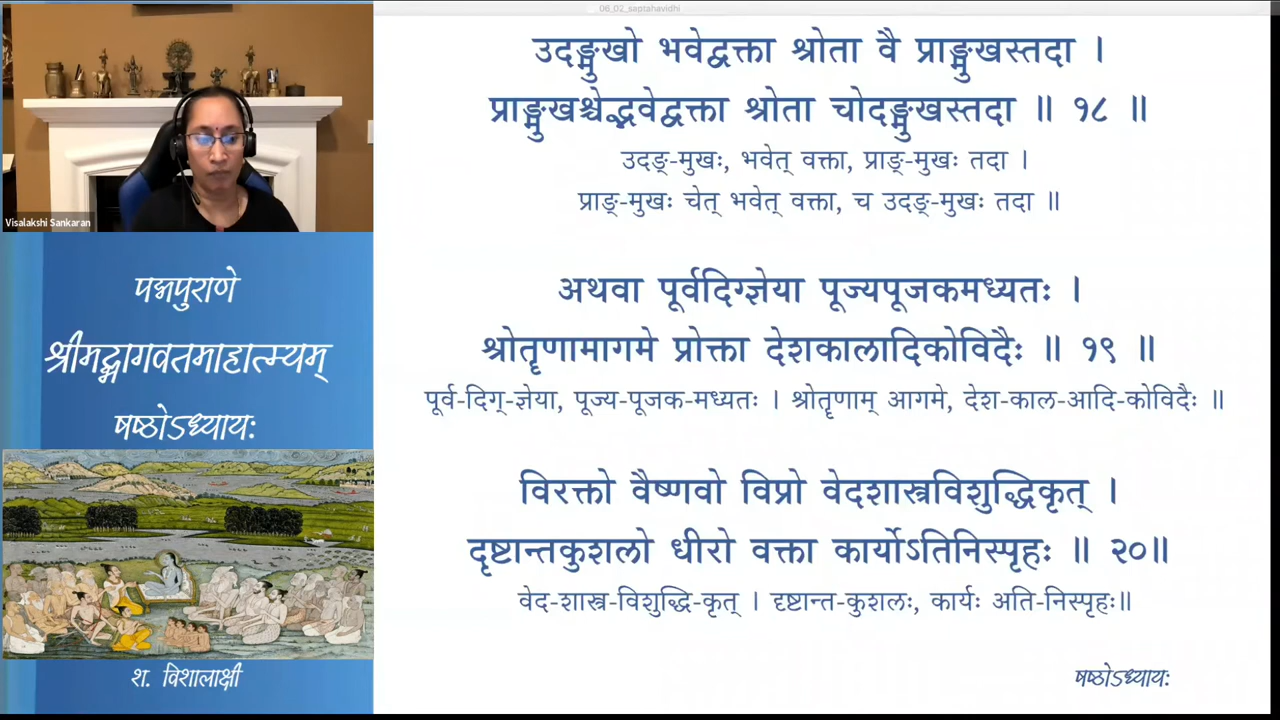 06_02_saptahavidhi
Visalakshi Sankaran
पद्मपुराणे
श्रीमद्भागवतमाहात्म्यम्
षष्ठोऽध्यायः
श. विशालाक्षी
उदङ्मुखो भवेद्वक्ता श्रोता वै प्राङ्मुखस्तदा ।
प्राङ्मुखश्चेद्भवेद्वक्ता श्रोता चोदङ्मुखस्तदा ॥ १८ ॥
उदङ्-मुखः, भवेत् वक्ता, प्राङ्-मुखः तदा ।
प्राङ्-मुखः चेत् भवेत् वक्ता, च उदङ्-मुखः तदा ॥
अथवा पूर्वदिग्ज्ञेया पूज्यपूजकमध्यतः ।
श्रोतॄणामागमे प्रोक्ता देशकालादिकोविदैः ॥ १९ ॥
पूर्व-दिग्-ज्ञेया, पूज्य-पूजक-मध्यतः । श्रोतॄणाम् आगमे, देश-काल-आदि-कोविदैः ॥
विरक्तो वैष्णवो विप्रो वेदशास्त्रविशुद्धिकृत् ।
दृष्टान्तकुशलो धीरो वक्ता कार्योऽतिनिस्पृहः ॥ २०॥
वेद-शास्त्र-विशुद्धि-कृत् । दृष्टान्त-कुशलः, कार्यः अति-निस्पृहः॥
षष्ठोऽध्यायः